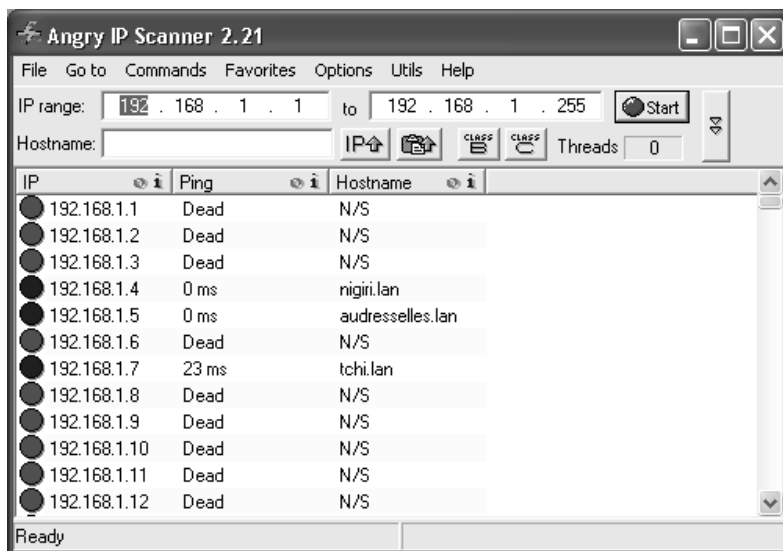 Angry IP Scanner 2.21
File Go to Commands Favorites Options Utils Help
IP range: 192 . 168 . 1 . 1 to 192 . 168 . 1 . 255 Start
Hostname: IP CLASS B CLASS C Threads 0
IP Ping Hostname
192.168.1.1 Dead N/S
192.168.1.2 Dead N/S
192.168.1.3 Dead N/S
192.168.1.4 0 ms nigiri.lan
192.168.1.5 0 ms audresselles.lan
192.168.1.6 Dead N/S
192.168.1.7 23 ms tchi.lan
192.168.1.8 Dead N/S
192.168.1.9 Dead N/S
192.168.1.10 Dead N/S
192.168.1.11 Dead N/S
192.168.1.12 Dead N/S
Ready